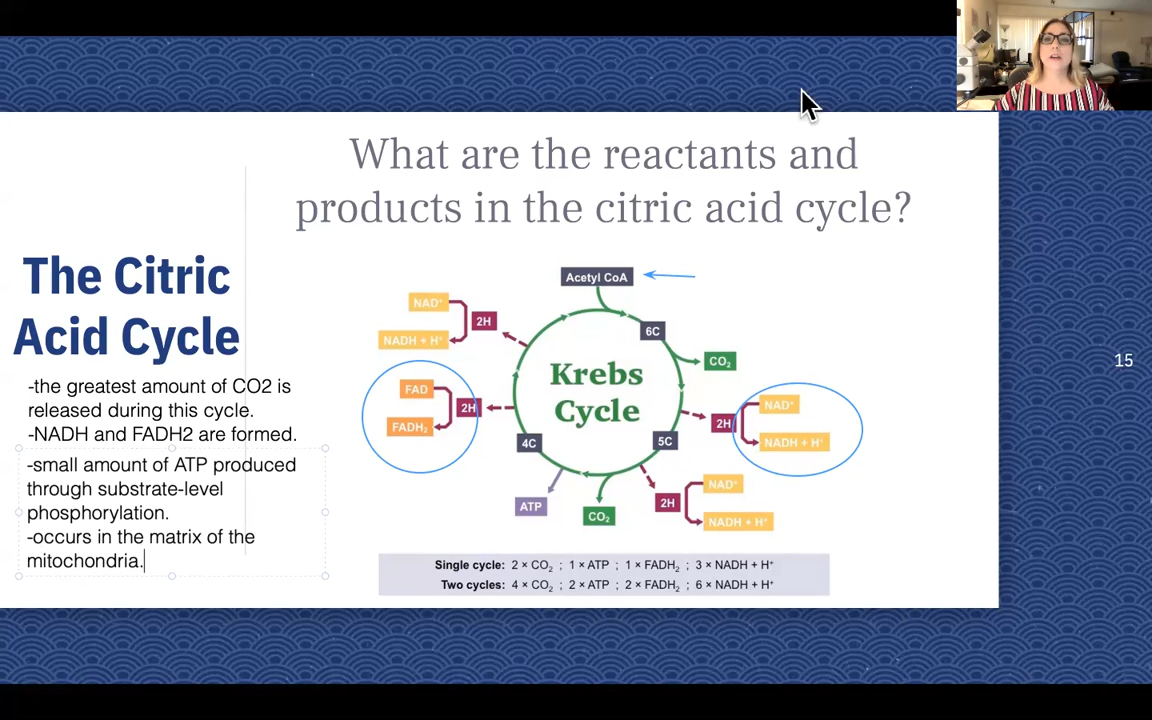 What are the reactants and
products in the citric acid cycle?
The Citric
Acid Cycle
-the greatest amount of CO2 is
released during this cycle.
-NADH and FADH2 are formed.
-small amount of ATP produced
through substrate-level
phosphorylation.
-occurs in the matrix of the
mitochondria.
Acetyl CoA
NAD⁺
2H
NADH + H⁺
6C
CO₂
Krebs
Cycle
FAD
2H
FADH₂
NAD⁺
2H
NADH + H⁺
4C
5C
ATP
CO₂
NAD⁺
2H
NADH + H⁺
Single cycle: 2 × CO₂ ; 1 × ATP ; 1 × FADH₂ ; 3 × NADH + H⁺
Two cycles: 4 × CO₂ ; 2 × ATP ; 2 × FADH₂ ; 6 × NADH + H⁺
15